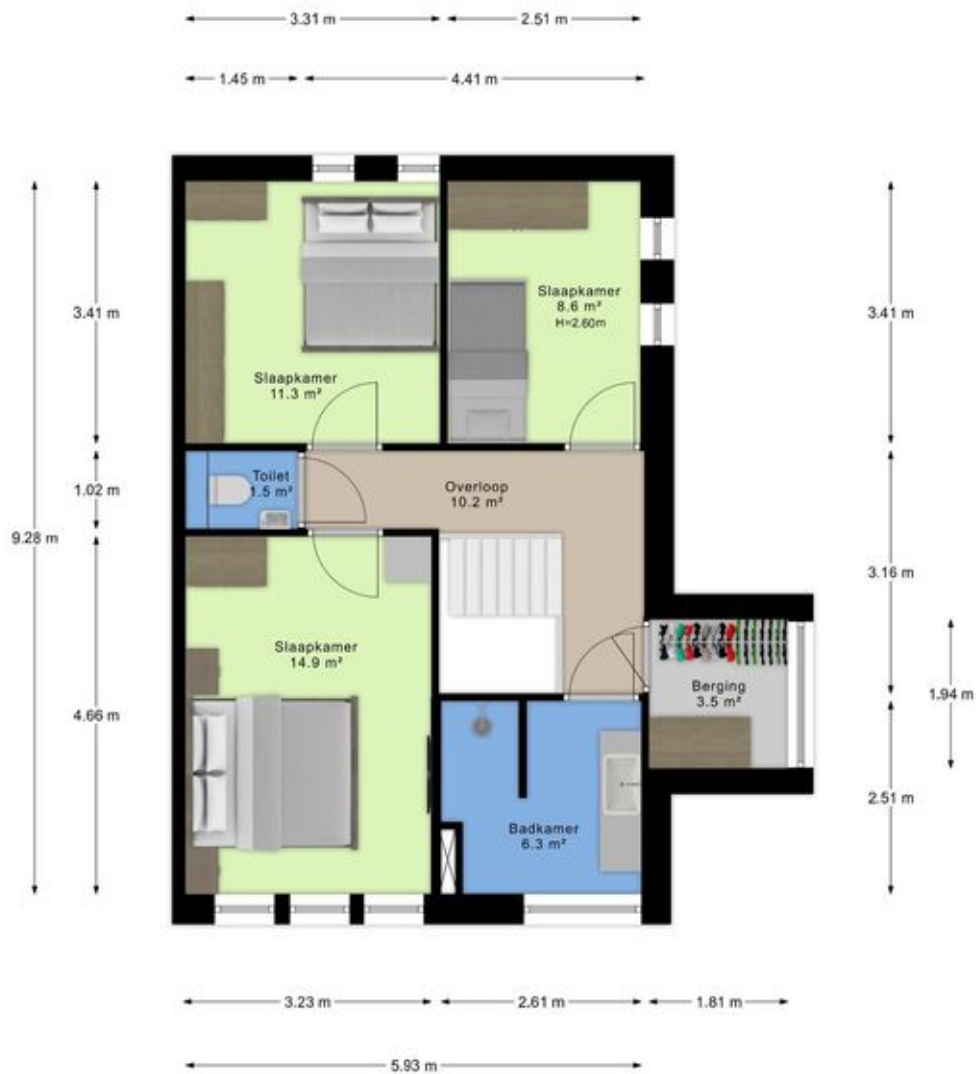 3.31 m
2.51 m
1.45 m
4.41 m
Slaapkamer
8.6 m²
H=2.60m
3.41 m
3.41 m
Slaapkamer
11.3 m²
Toilet
1.5 m²
Overloop
10.2 m²
1.02 m
9.28 m
3.16 m
Slaapkamer
14.9 m²
Berging
3.5 m²
1.94 m
4.66 m
2.51 m
Badkamer
6.3 m²
3.23 m
2.61 m
1.81 m
5.93 m